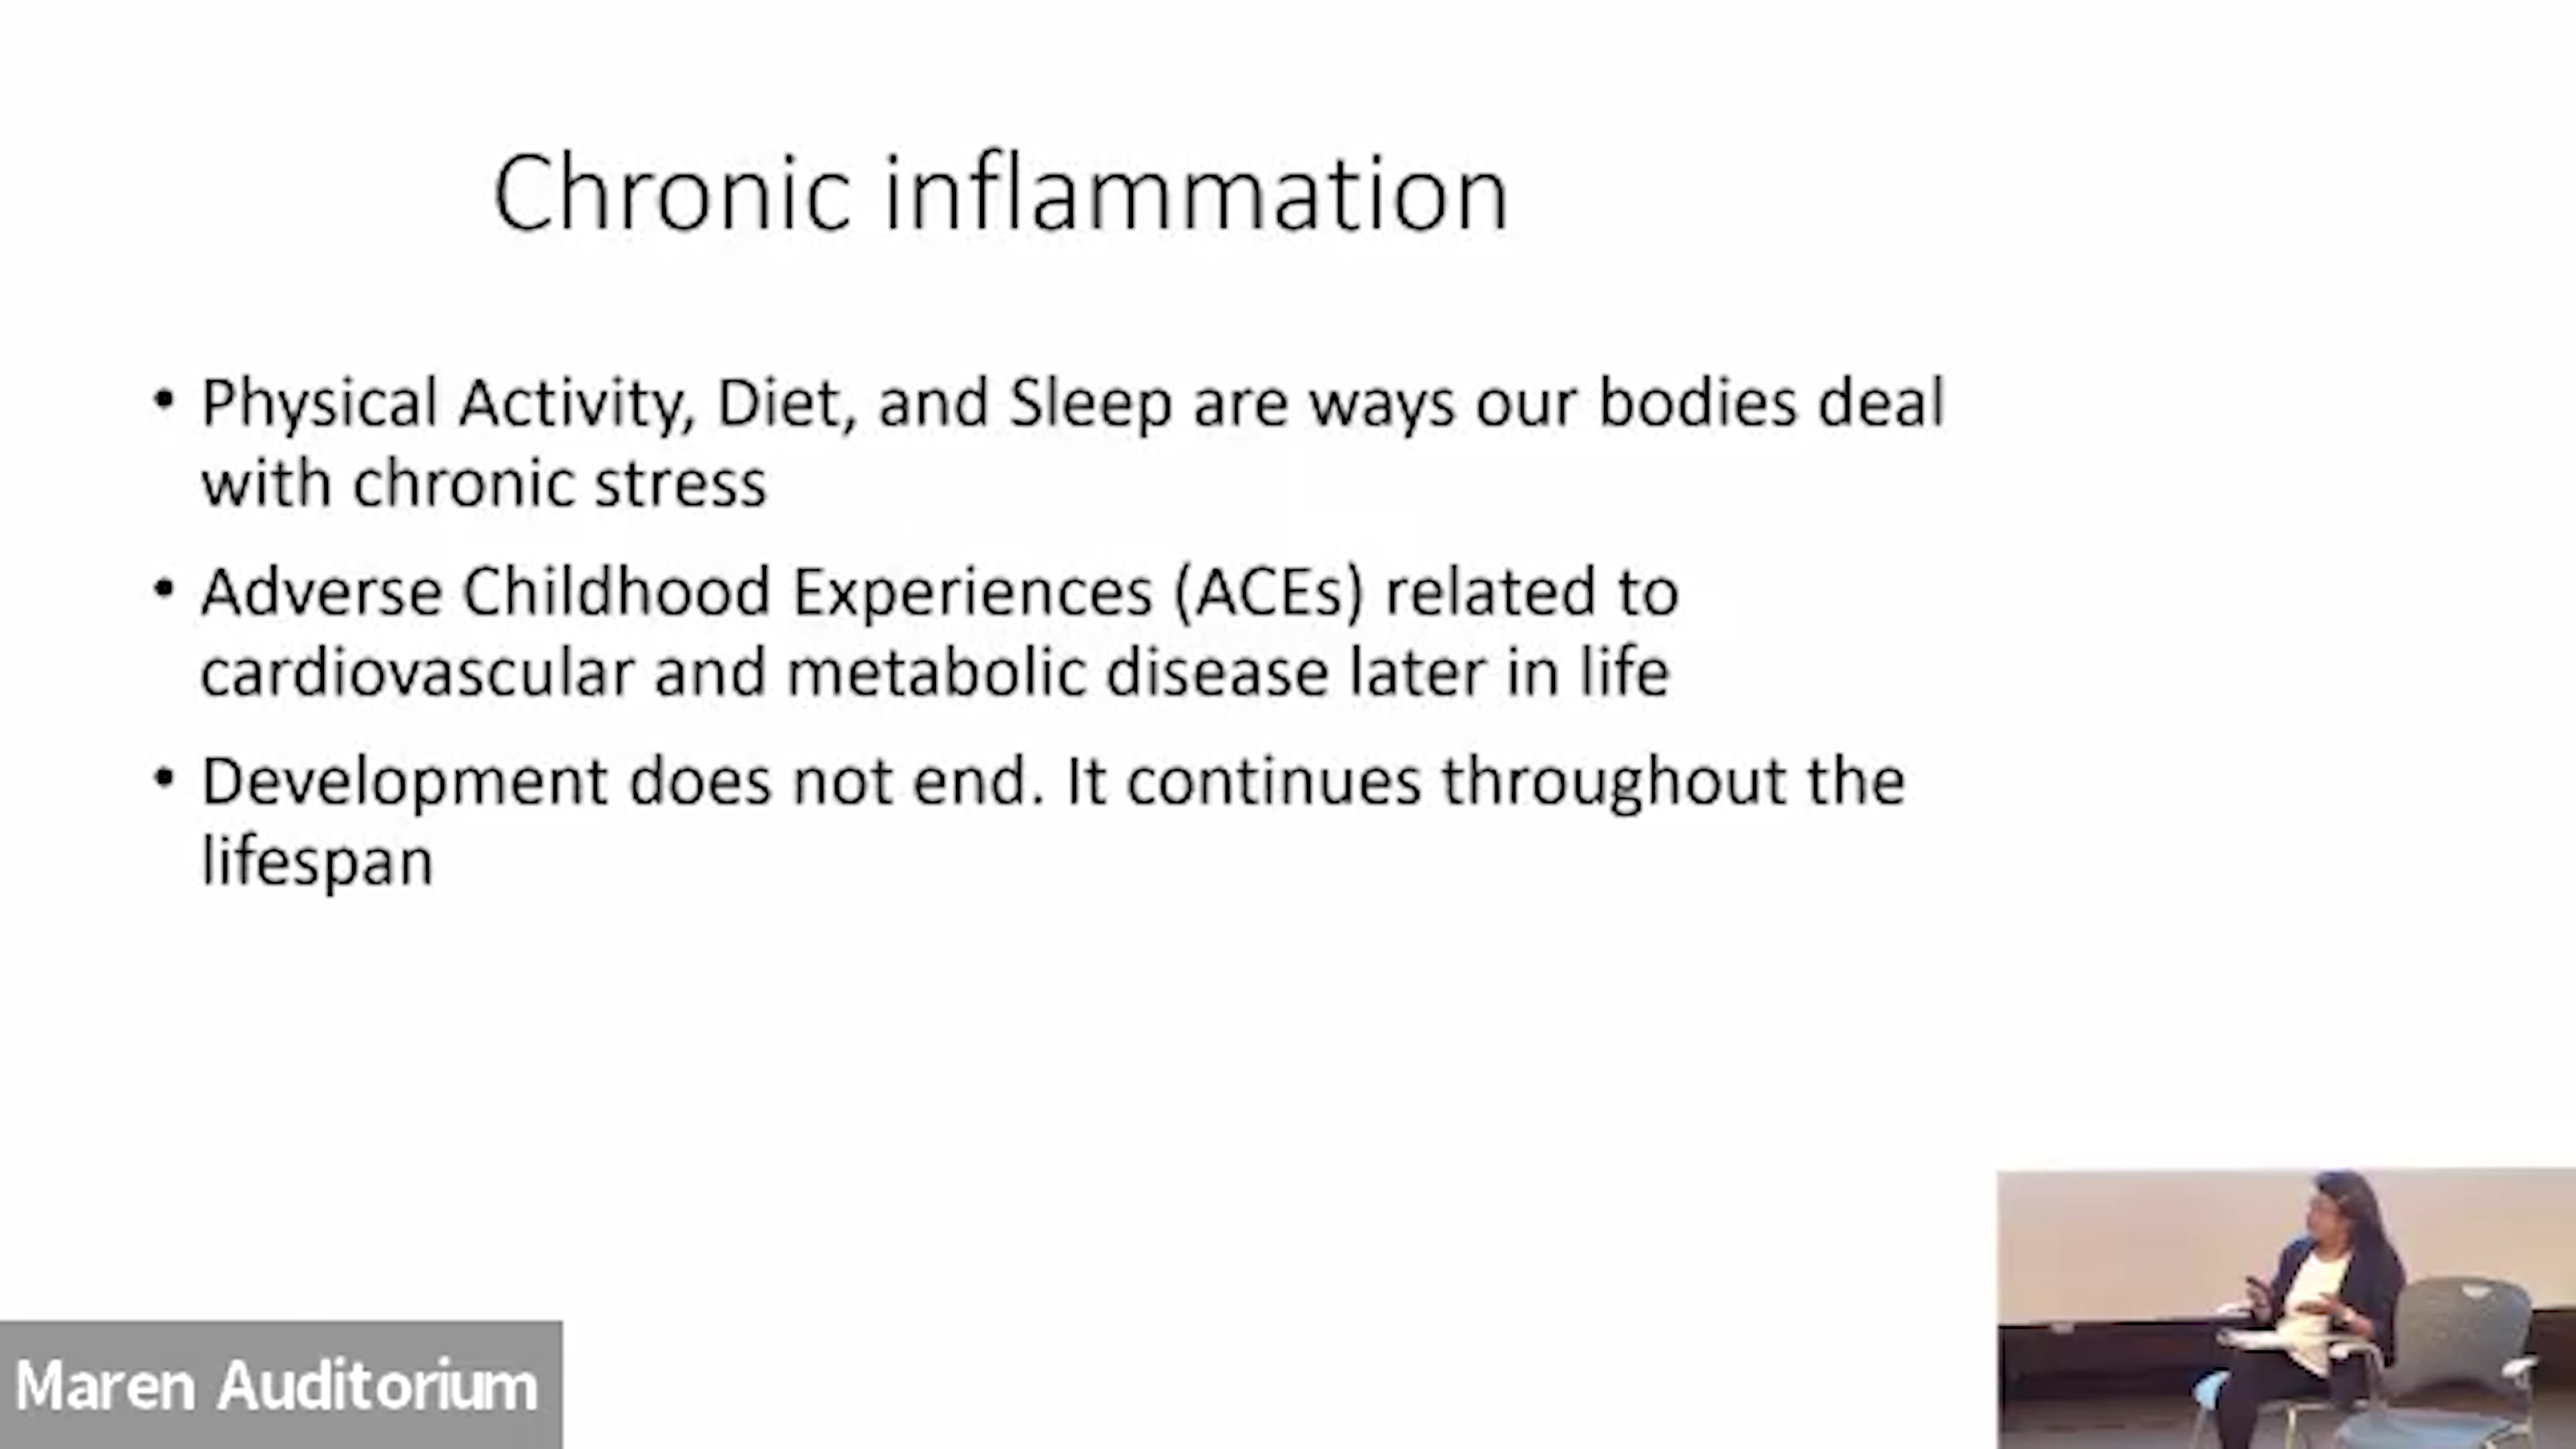 Chronic inflammation
• Physical Activity, Diet, and Sleep are ways our bodies deal
with chronic stress
• Adverse Childhood Experiences (ACEs) related to
cardiovascular and metabolic disease later in life
• Development does not end. It continues throughout the
lifespan
Maren Auditorium